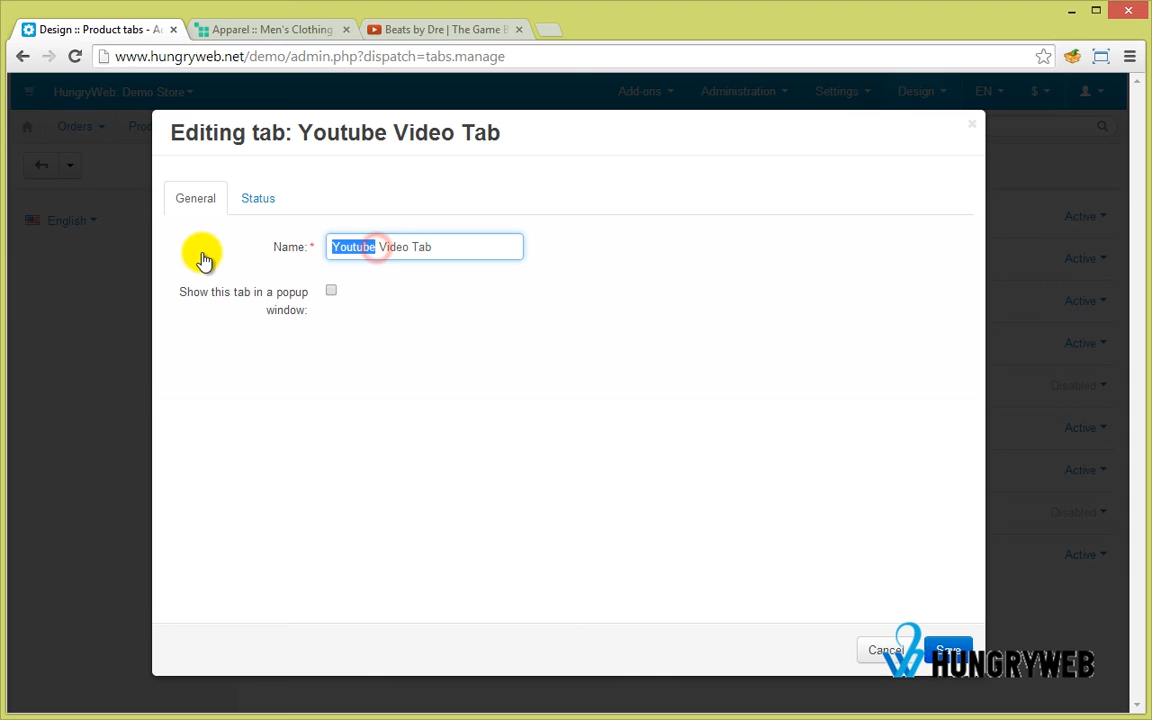 Design :: Product tabs - Ac
Apparel :: Men's Clothing
Beats by Dre | The Game B
www.hungryweb.net/demo/admin.php?dispatch=tabs.manage
HungryWeb: Demo Store
Add-ons
Administration
Settings
Design
EN
$
Orders
Prod
English
Active
Active
Active
Active
Disabled
Active
Active
Disabled
Active
Editing tab: Youtube Video Tab
General
Status
Name: *
Youtube Video Tab
Show this tab in a popup
window:
Cancel
Save
HUNGRYWEB